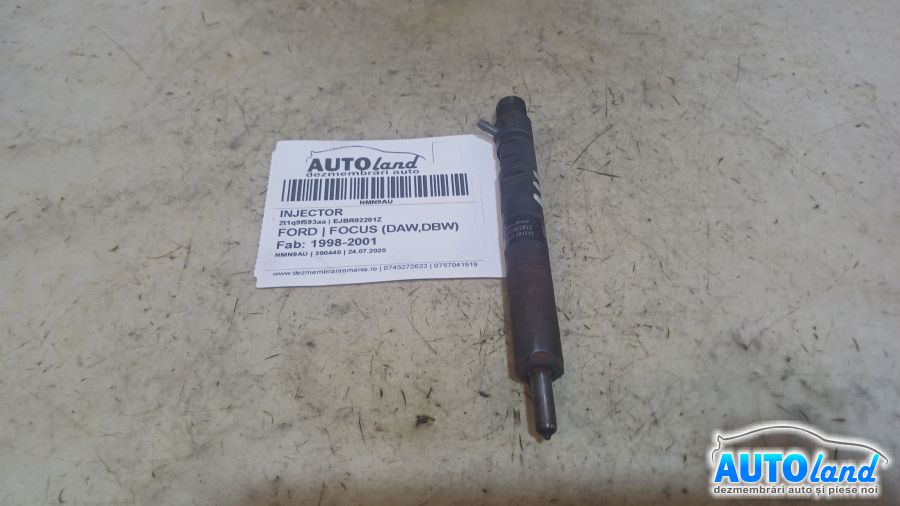 AUTOland
dezmembrări auto
NMN9AU
INJECTOR
2t1q9f593aa | EJBR02201Z
FORD | FOCUS (DAW,DBW)
Fab: 1998-2001
NMN9AU | 390440 | 24.07.2025
www.dezmembrariromania.ro | 0745272823 | 0757041919
AUTOland
dezmembrări auto și piese noi